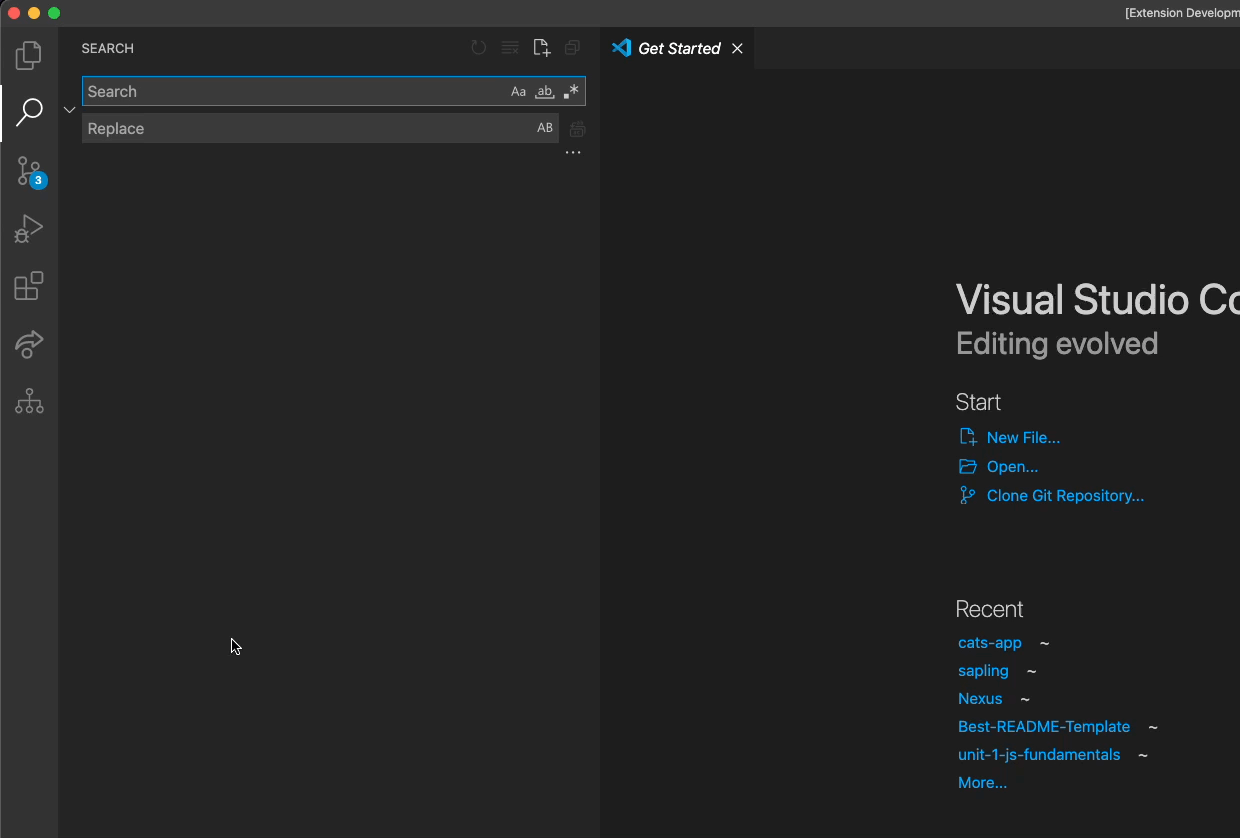 [Extension Developm
SEARCH
Get Started
Search Aa ab
Replace AB
...
3
Visual Studio Co
Editing evolved
Start
New File...
Open...
Clone Git Repository...
Recent
cats-app ~
sapling ~
Nexus ~
Best-README-Template ~
unit-1-js-fundamentals ~
More...